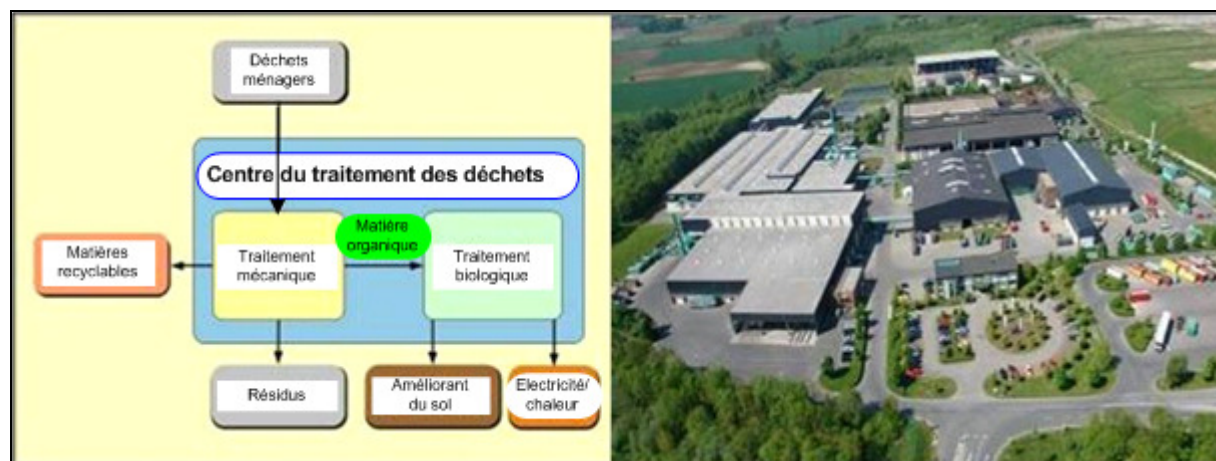 Déchets
ménagers
Centre du traitement des déchets
Matière
organique
Matières
recyclables
Traitement
mécanique
Traitement
biologique
Résidus
Améliorant
du sol
Electricité/
chaleur